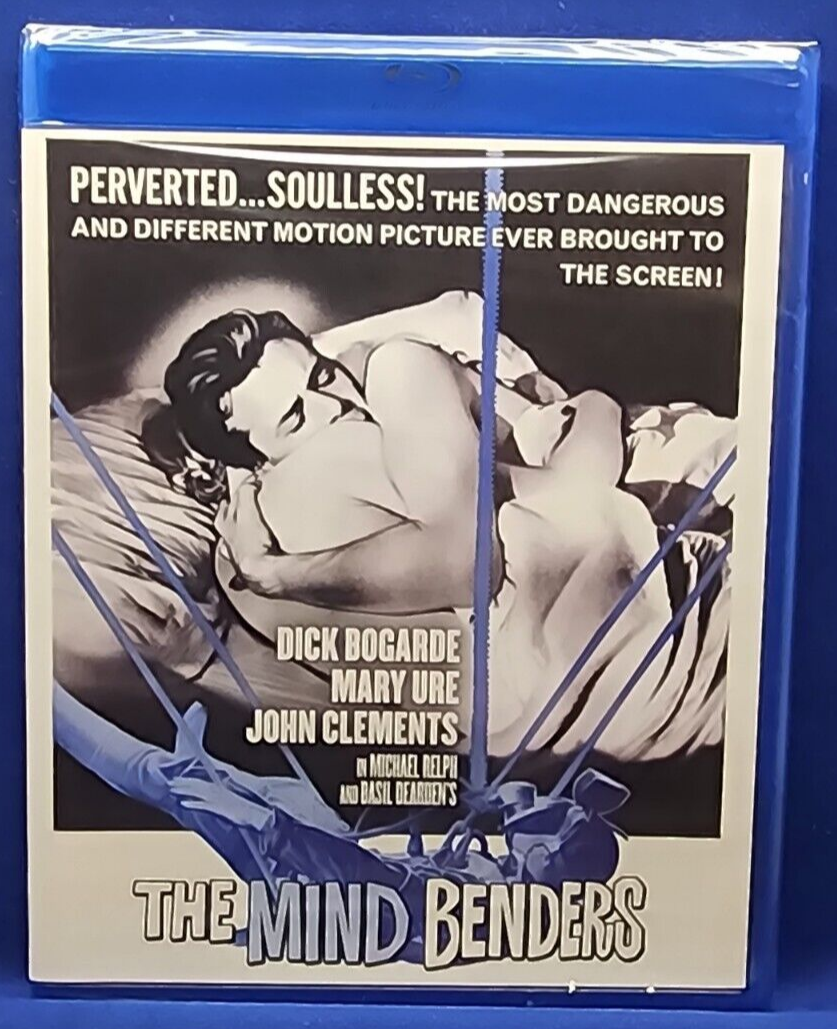 PERVERTED...SOULLESS! THE MOST DANGEROUS
AND DIFFERENT MOTION PICTURE EVER BROUGHT TO
THE SCREEN!
DICK BOGARDE
MARY URE
JOHN CLEMENTS
IN MICHAEL RELPH
AND BASIL DEARDEN'S
THE MIND BENDERS